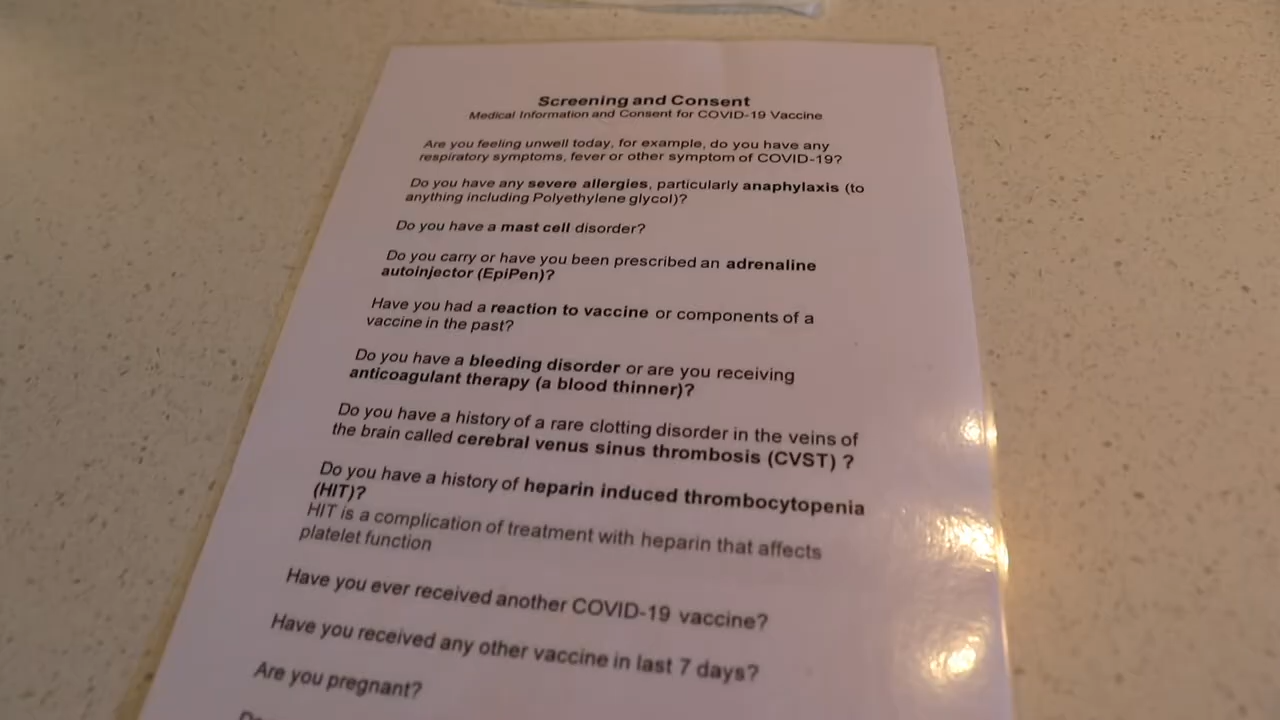 Screening and Consent
Medical Information and Consent for COVID-19 Vaccine
Are you feeling unwell today, for example, do you have any
respiratory symptoms, fever or other symptom of COVID-19?
Do you have any severe allergies, particularly anaphylaxis (to
anything including Polyethylene glycol)?
Do you have a mast cell disorder?
Do you carry or have you been prescribed an adrenaline
autoinjector (EpiPen)?
Have you had a reaction to vaccine or components of a
vaccine in the past?
Do you have a bleeding disorder or are you receiving
anticoagulant therapy (a blood thinner)?
Do you have a history of a rare clotting disorder in the veins of
the brain called cerebral venus sinus thrombosis (CVST) ?
Do you have a history of heparin induced thrombocytopenia
(HIT)?
HIT is a complication of treatment with heparin that affects
platelet function
Have you ever received another COVID-19 vaccine?
Have you received any other vaccine in last 7 days?
Are you pregnant?